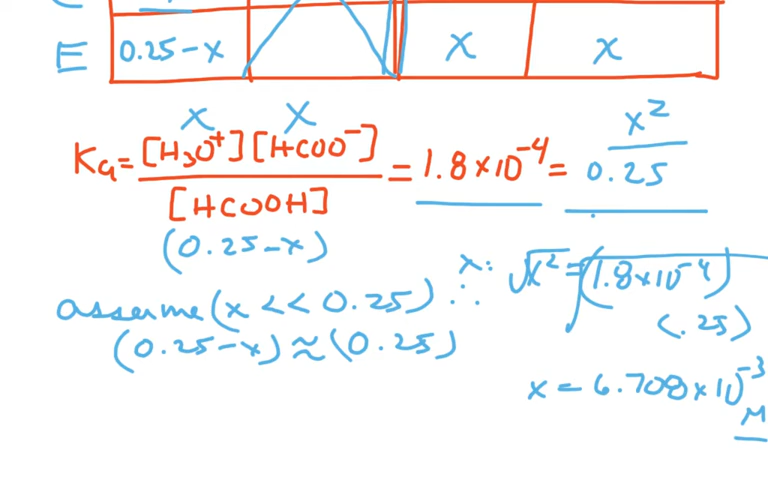 E 0.25-x x x
x x
Ka = [H₃O⁺][HCOO⁻] / [HCOOH] = 1.8×10⁻⁴ = x² / 0.25
(0.25-x)
x: √x² = √(1.8×10⁻⁴)(.25)
assume (x << 0.25) ∴
(0.25-x) ≈ (0.25)
x = 6.708×10⁻³ M